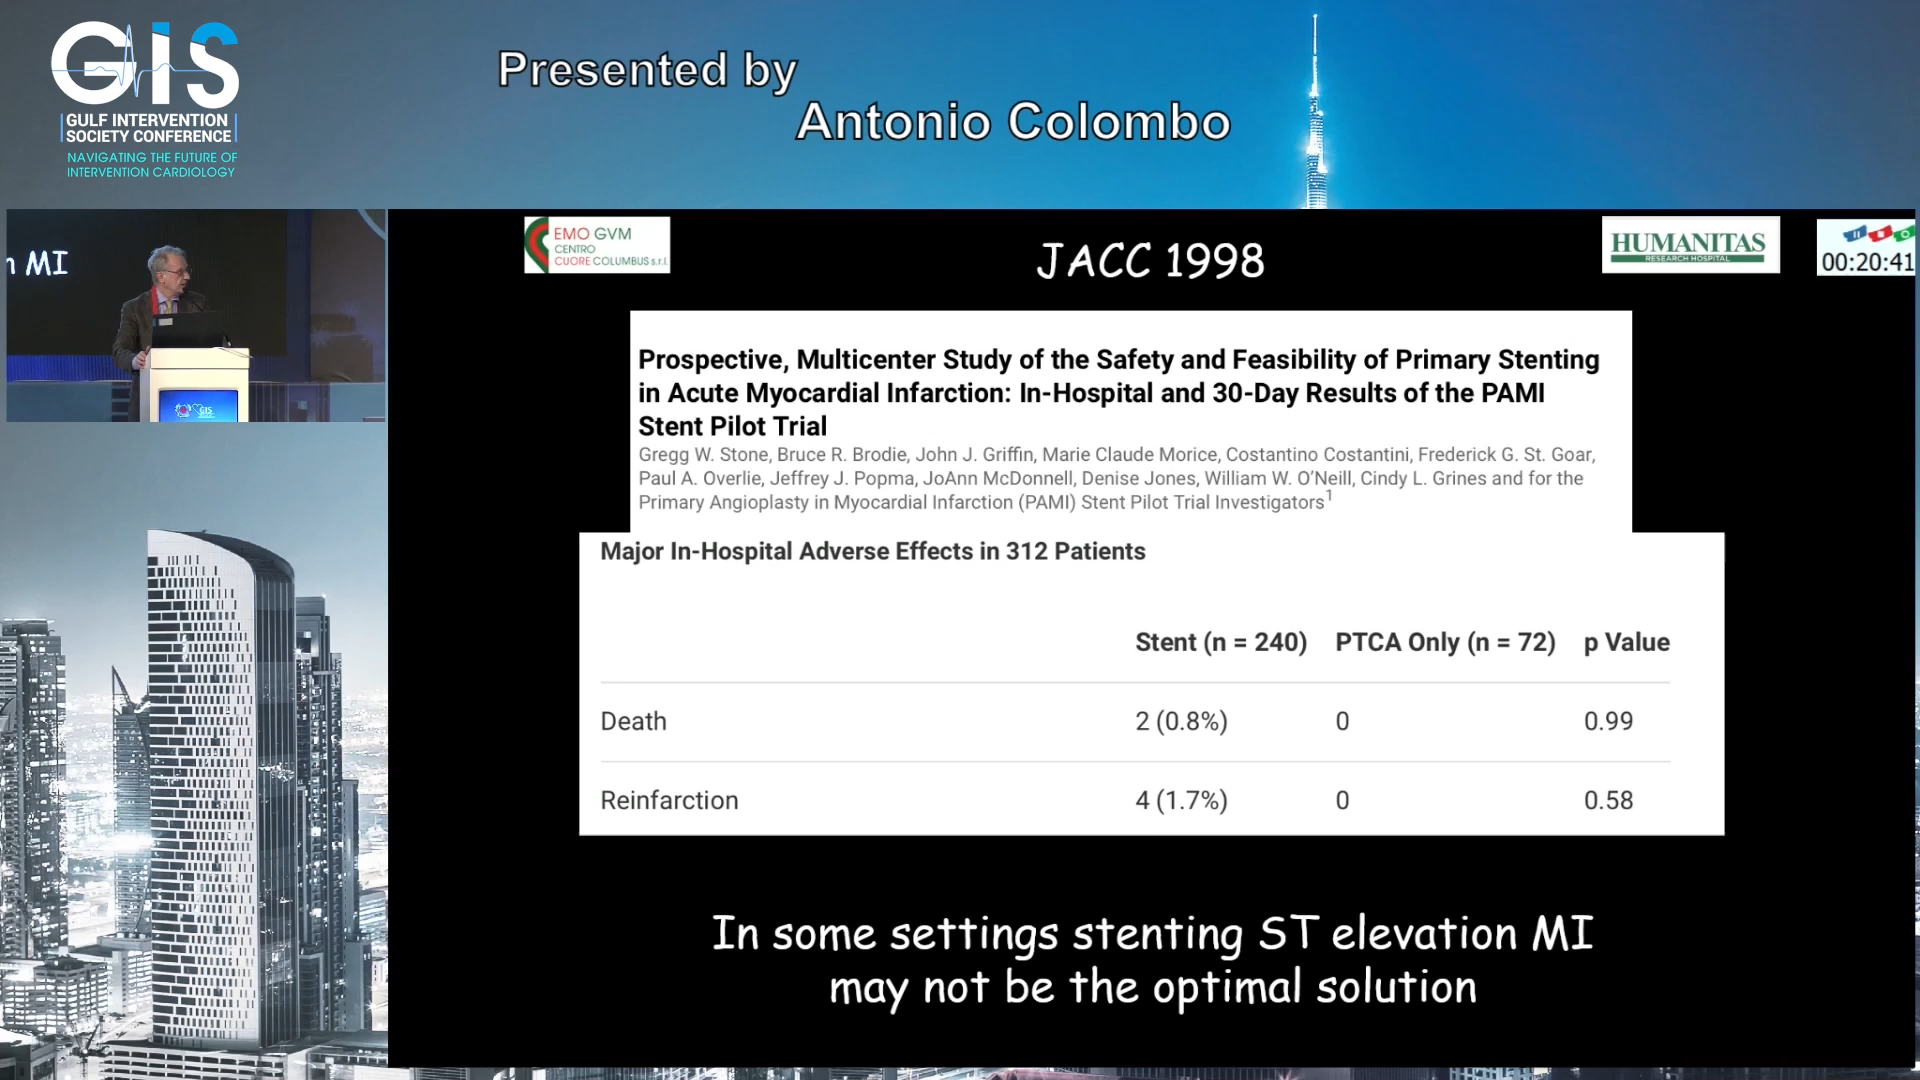 GIS
GULF INTERVENTION
SOCIETY CONFERENCE
NAVIGATING THE FUTURE OF
INTERVENTION CARDIOLOGY
Presented by
Antonio Colombo
n MI
GIS
EMO GVM
CENTRO
CUORE COLUMBUS s.r.l.
JACC 1998
HUMANITAS
RESEARCH HOSPITAL
00:20:41
Prospective, Multicenter Study of the Safety and Feasibility of Primary Stenting
in Acute Myocardial Infarction: In-Hospital and 30-Day Results of the PAMI
Stent Pilot Trial
Gregg W. Stone, Bruce R. Brodie, John J. Griffin, Marie Claude Morice, Costantino Costantini, Frederick G. St. Goar,
Paul A. Overlie, Jeffrey J. Popma, JoAnn McDonnell, Denise Jones, William W. O’Neill, Cindy L. Grines and for the
Primary Angioplasty in Myocardial Infarction (PAMI) Stent Pilot Trial Investigators1
Major In-Hospital Adverse Effects in 312 Patients
Stent (n = 240) PTCA Only (n = 72) p Value
Death 2 (0.8%) 0 0.99
Reinfarction 4 (1.7%) 0 0.58
In some settings stenting ST elevation MI
may not be the optimal solution